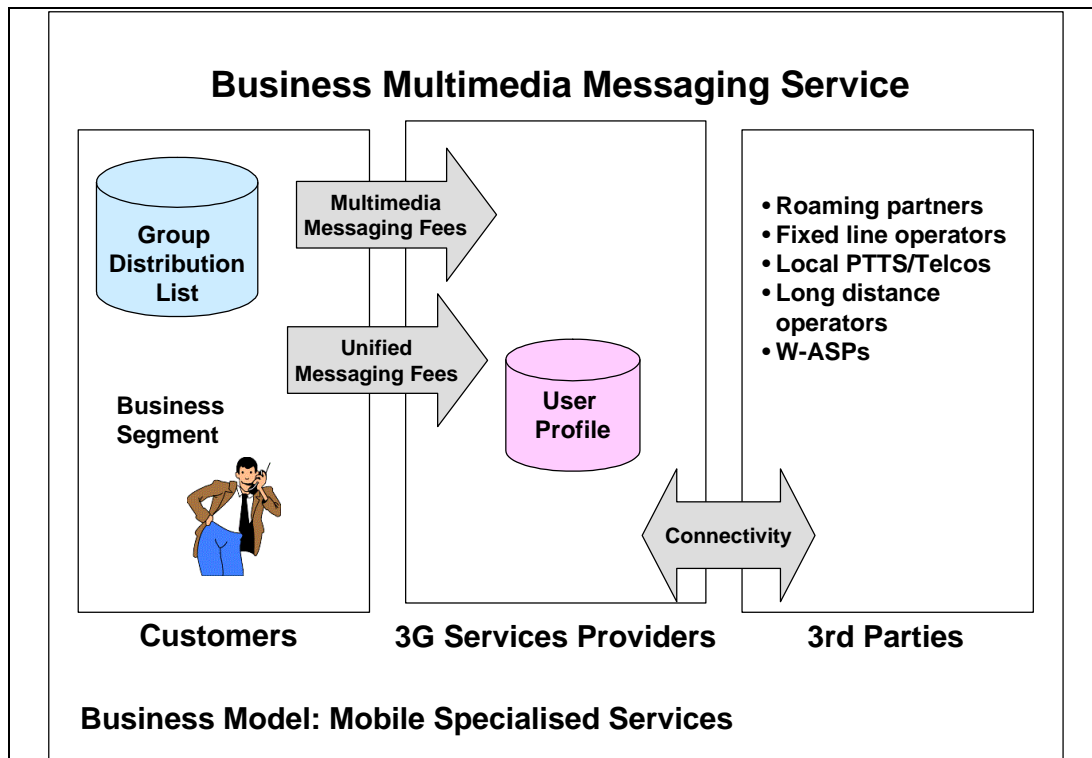 Business Multimedia Messaging Service
Group
Distribution
List
Business
Segment
Multimedia
Messaging Fees
Unified
Messaging Fees
User
Profile
Connectivity
• Roaming partners
• Fixed line operators
• Local PTTS/Telcos
• Long distance
operators
• W-ASPs
Customers
3G Services Providers
3rd Parties
Business Model: Mobile Specialised Services